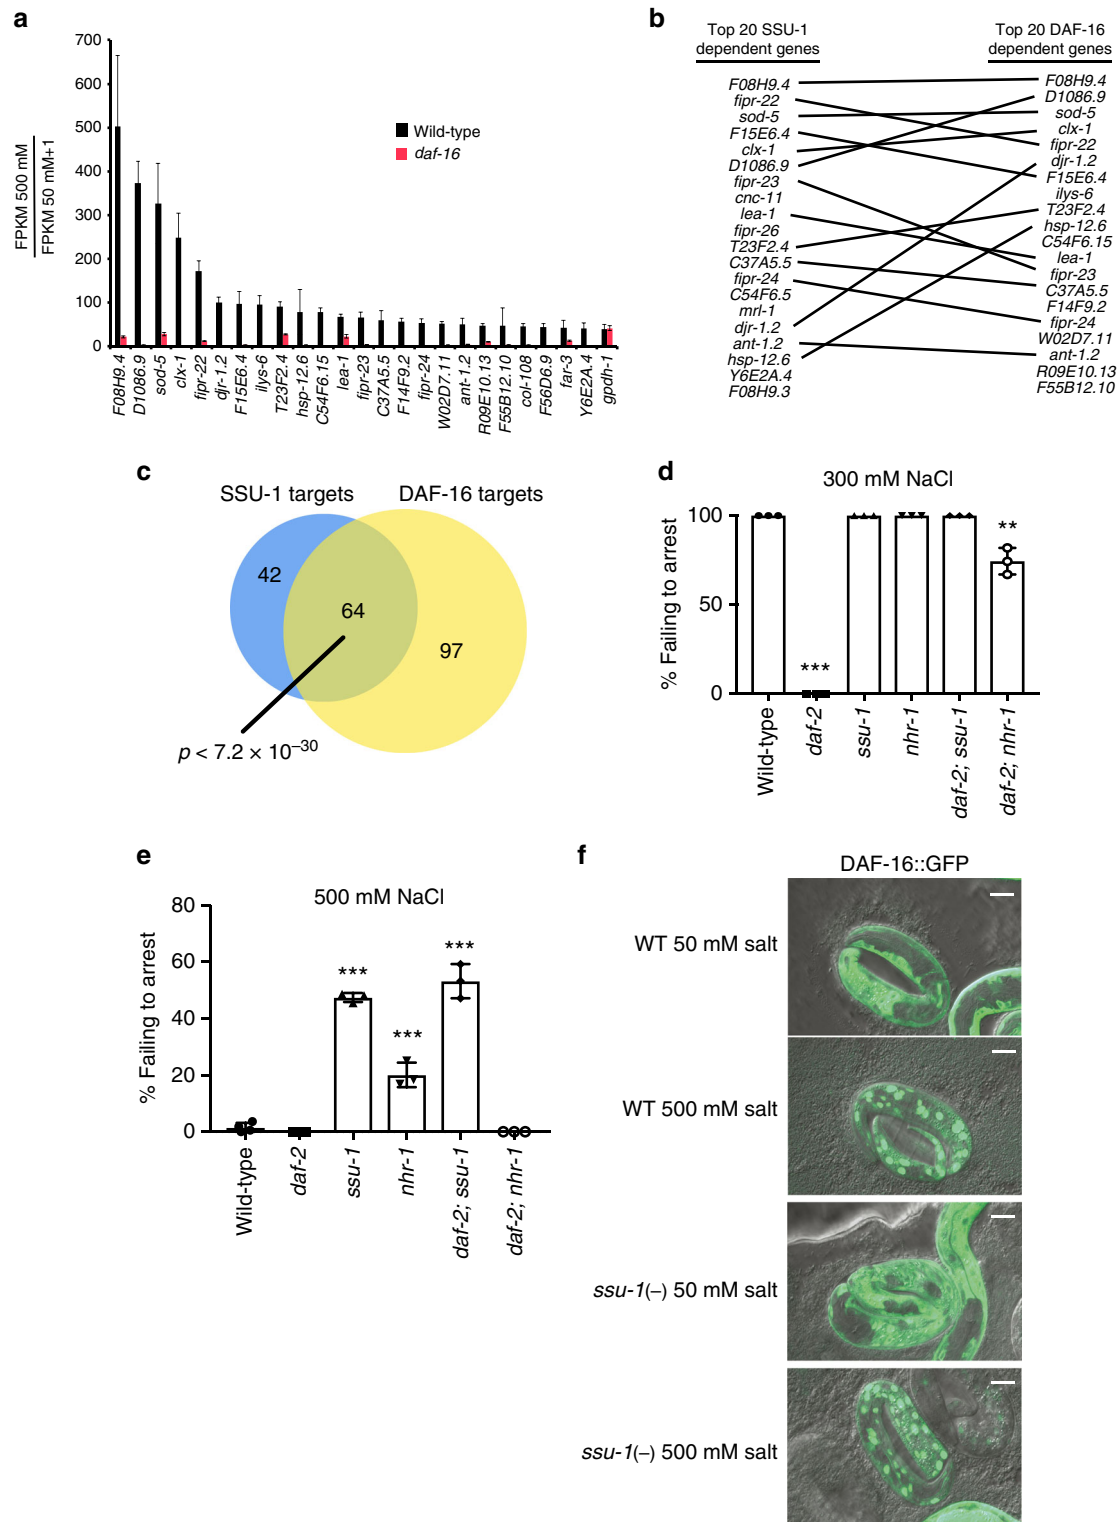 a
700
600
500
400
300
200
100
0
FPKM 500 mM
FPKM 50 mM+1
Wild-type
daf-16
F08H9.4
D1086.9
sod-5
clx-1
fipr-22
djr-1.2
F15E6.4
ilys-6
T23F2.4
hsp-12.6
C54F6.15
lea-1
fipr-23
C37A5.5
F14F9.2
fipr-24
W02D7.11
ant-1.2
R09E10.13
F55B12.10
col-108
F56D6.9
far-3
Y6E2A.4
gpdh-1
b
Top 20 SSU-1
dependent genes
F08H9.4
fipr-22
sod-5
F15E6.4
clx-1
D1086.9
fipr-23
cnc-11
lea-1
fipr-26
T23F2.4
C37A5.5
fipr-24
C54F6.5
mrl-1
djr-1.2
ant-1.2
hsp-12.6
Y6E2A.4
F08H9.3
Top 20 DAF-16
dependent genes
F08H9.4
D1086.9
sod-5
clx-1
fipr-22
djr-1.2
F15E6.4
ilys-6
T23F2.4
hsp-12.6
C54F6.15
lea-1
fipr-23
C37A5.5
F14F9.2
fipr-24
W02D7.11
ant-1.2
R09E10.13
F55B12.10
c
SSU-1 targets
DAF-16 targets
42
64
97
p < 7.2 × 10⁻³⁰
d
300 mM NaCl
% Failing to arrest
100
50
0
***
**
Wild-type
daf-2
ssu-1
nhr-1
daf-2; ssu-1
daf-2; nhr-1
e
500 mM NaCl
% Failing to arrest
80
60
40
20
0
***
***
***
Wild-type
daf-2
ssu-1
nhr-1
daf-2; ssu-1
daf-2; nhr-1
f
DAF-16::GFP
WT 50 mM salt
WT 500 mM salt
ssu-1(–) 50 mM salt
ssu-1(–) 500 mM salt